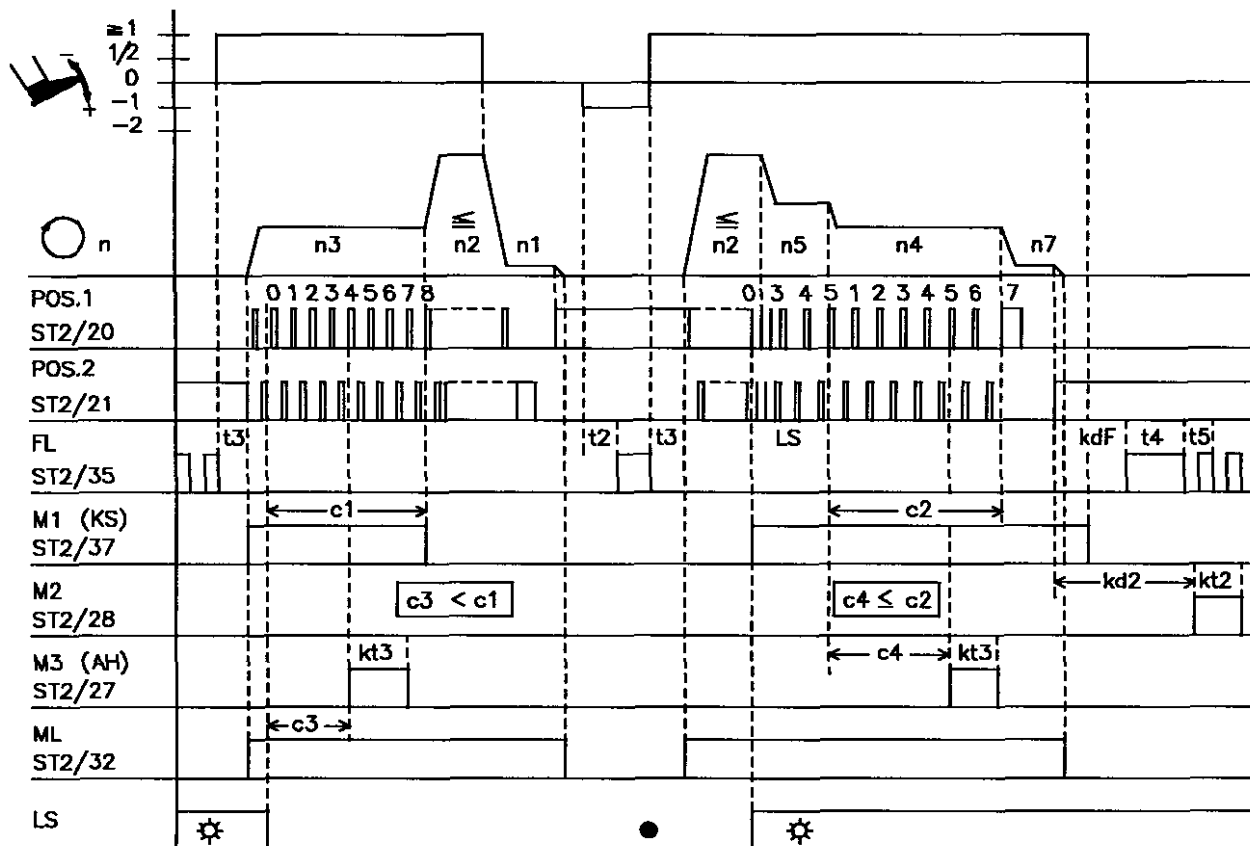 ≧1
1/2
0
−1
−2
−
+
n
n3
≦
n2
n1
≦
n2
n5
n4
n7
POS.1
ST2/20
0 1 2 3 4 5 6 7 8
0 1 3 4 5 1 2 3 4 5 6 7
POS.2
ST2/21
FL
ST2/35
t3
t2
t3
LS
kdF
t4
t5
M1 (KS)
ST2/37
c1
c2
M2
ST2/28
c3 < c1
c4 ≤ c2
kd2
kt2
M3 (AH)
ST2/27
kt3
c4
kt3
ML
ST2/32
c3
LS